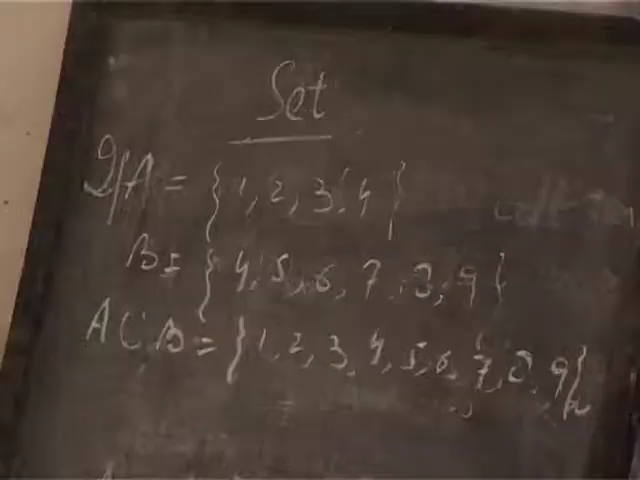 Set
If A = {1, 2, 3, 4}
B = {4, 5, 6, 7, 8, 9}
A ∪ B = {1, 2, 3, 4, 5, 6, 7, 8, 9}